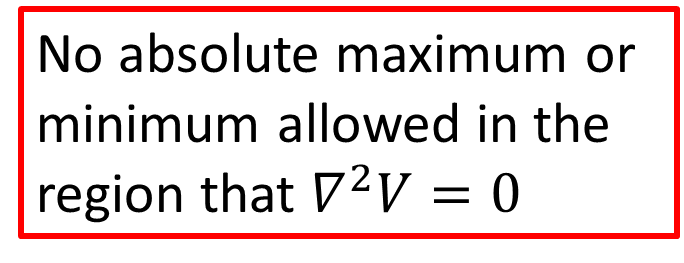 No absolute maximum or
minimum allowed in the
region that ∇²V = 0